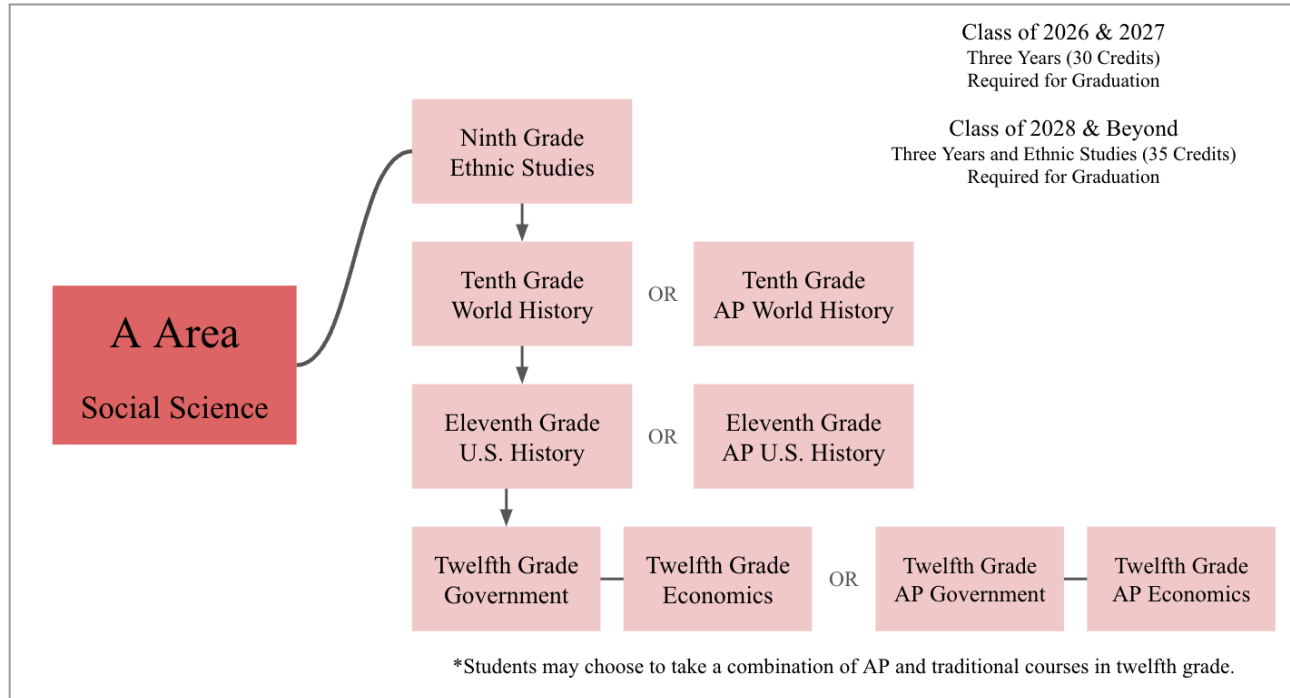 Class of 2026 & 2027
Three Years (30 Credits)
Required for Graduation
Class of 2028 & Beyond
Three Years and Ethnic Studies (35 Credits)
Required for Graduation
A Area
Social Science
Ninth Grade
Ethnic Studies
Tenth Grade
World History
OR
Tenth Grade
AP World History
Eleventh Grade
U.S. History
OR
Eleventh Grade
AP U.S. History
Twelfth Grade
Government
Twelfth Grade
Economics
OR
Twelfth Grade
AP Government
Twelfth Grade
AP Economics
*Students may choose to take a combination of AP and traditional courses in twelfth grade.